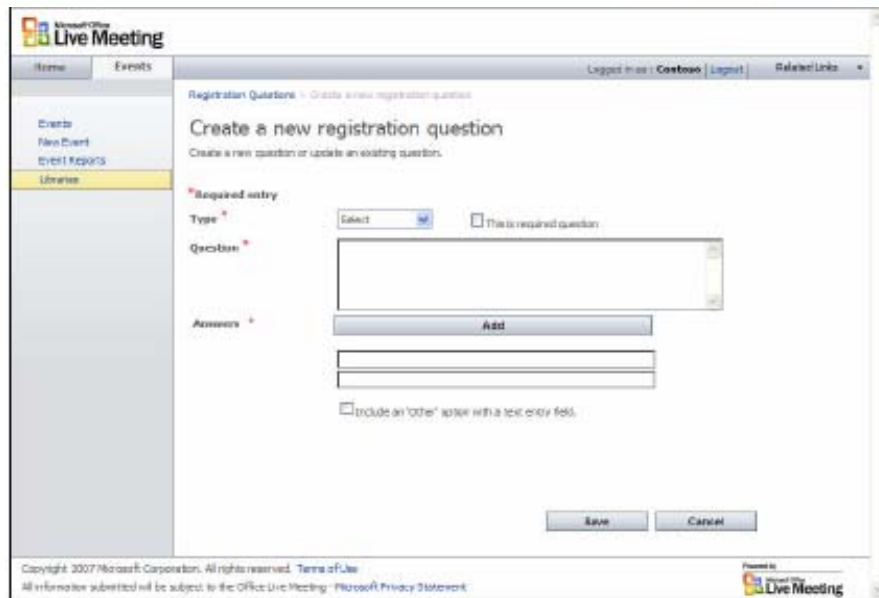 Microsoft Office
Live Meeting
Home
Events
Logged in as : Contoso | Logout
Related Links
Registration Questions > Create a new registration question
Events
New Event
Event Reports
Libraries
Create a new registration question
Create a new question or update an existing question.
*Required entry
Type *
Select
This is required question
Question *
Answers *
Add
Include an 'Other' option with a text entry field.
Save
Cancel
Copyright 2007 Microsoft Corporation. All rights reserved. Terms of Use
All information submitted will be subject to the Office Live Meeting - Microsoft Privacy Statement
Powered by
Microsoft Office
Live Meeting